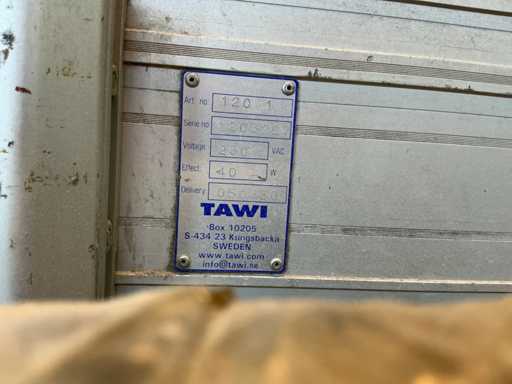 Art. no 120 1
Serie no
Voltage 230 VAC
Effect 40 W
Delivery
TAWI
Box 10205
S-434 23 Kungsbacka
SWEDEN
www.tawi.com
info@tawi.se